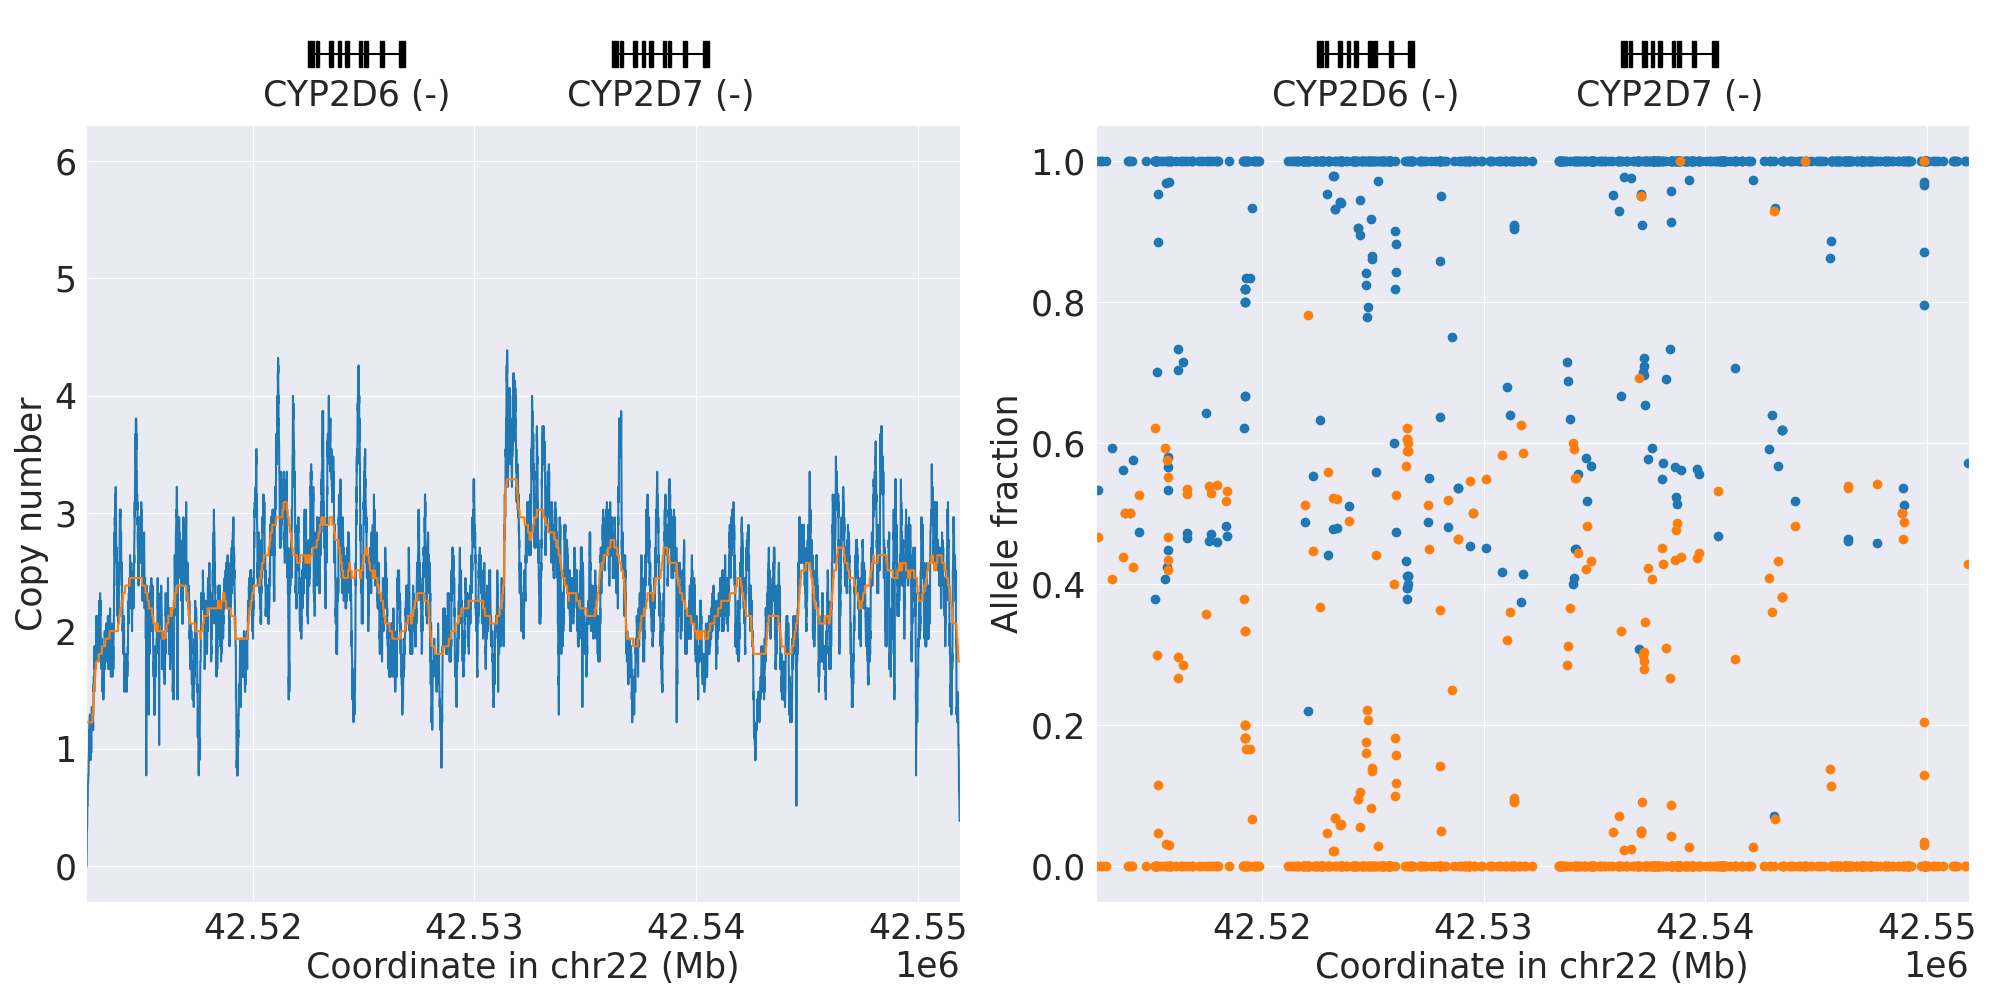 CYP2D6 (-) CYP2D7 (-)
6
5
4
3
2
1
0
Copy number
42.52 42.53 42.54 42.55
Coordinate in chr22 (Mb) 1e6
CYP2D6 (-) CYP2D7 (-)
1.0
0.8
0.6
0.4
0.2
0.0
Allele fraction
42.52 42.53 42.54 42.55
Coordinate in chr22 (Mb) 1e6